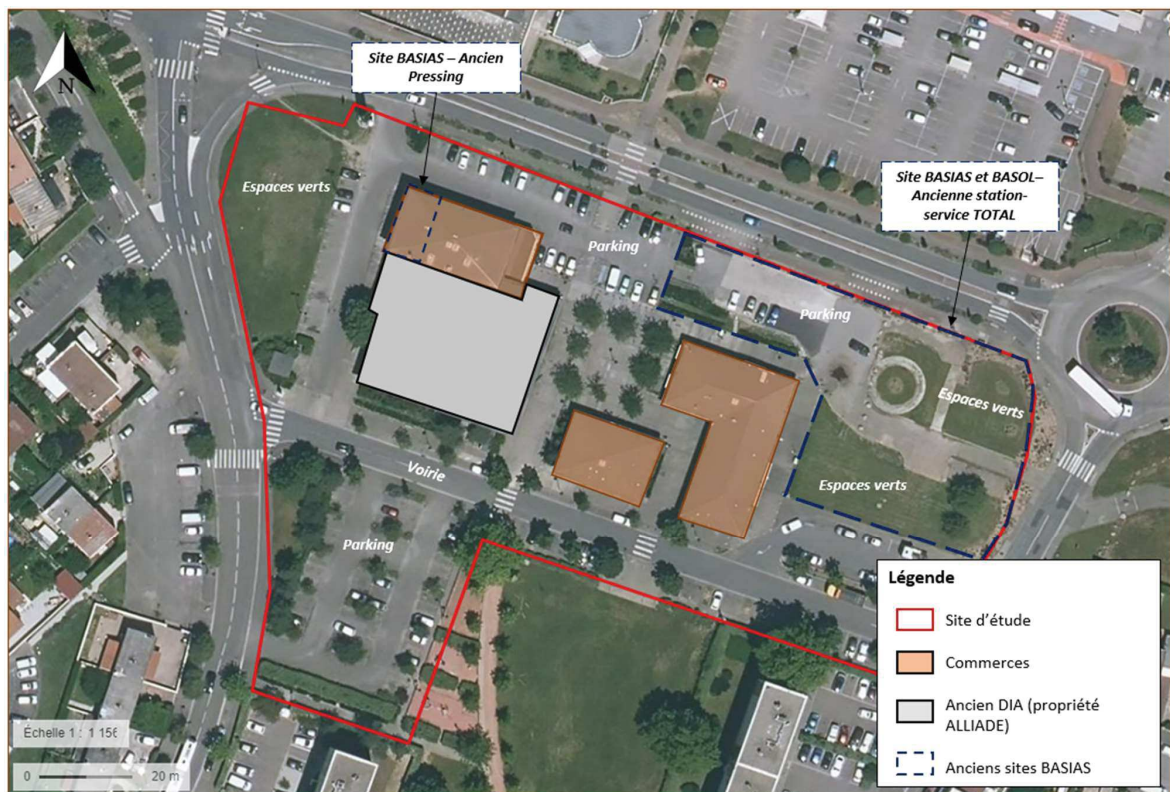 Site BASIAS – Ancien
Pressing
N
Site BASIAS et BASOL–
Ancienne station-
service TOTAL
Espaces verts
Parking
Parking
Espaces verts
Voirie
Espaces verts
Parking
Légende
Site d'étude
Commerces
Ancien DIA (propriété
ALLIADE)
Anciens sites BASIAS
Échelle 1 : 1 156
0 20 m